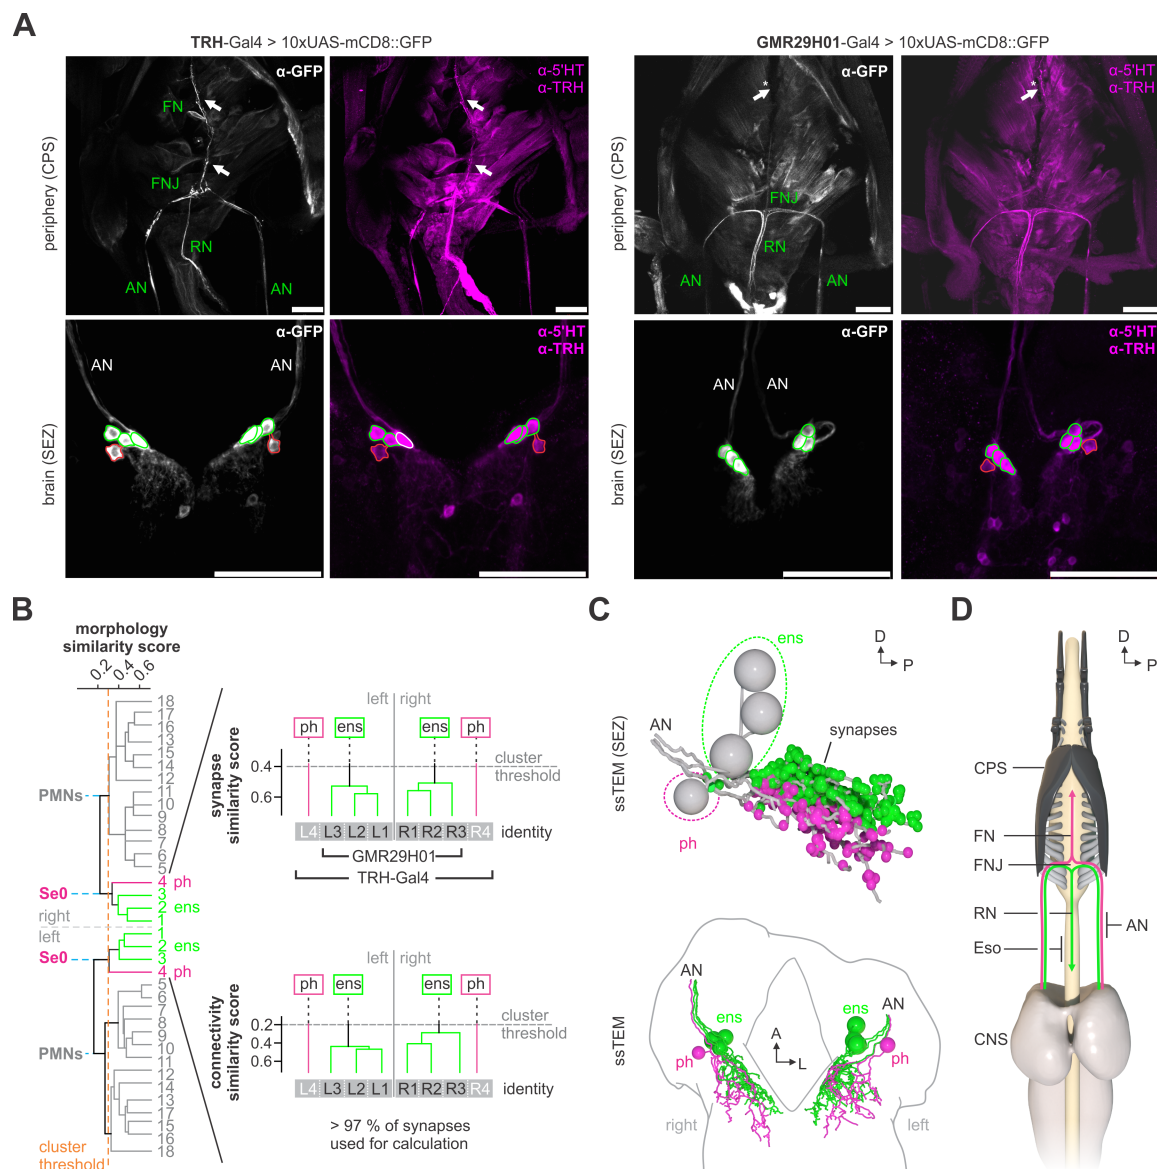 A
TRH-Gal4 > 10xUAS-mCD8::GFP
GMR29H01-Gal4 > 10xUAS-mCD8::GFP
periphery (CPS)
α-GFP
FN
FNJ
RN
AN
AN
α-5'HT
α-TRH
periphery (CPS)
α-GFP
*
FNJ
RN
AN
AN
α-5'HT
α-TRH
*
brain (SEZ)
α-GFP
AN
AN
α-5'HT
α-TRH
brain (SEZ)
α-GFP
AN
AN
α-5'HT
α-TRH
B
morphology
similarity score
0.2
0.4
0.6
18
17
16
13
15
14
12
11
10
9
8
7
6
5
4 ph
3
2 ens
1
1
2 ens
3
4 ph
5
6
7
8
9
10
11
12
14
13
17
15
16
18
PMNs
Se0
right
left
Se0
PMNs
cluster
threshold
synapse
similarity score
left
right
ph
ens
ens
ph
0.4
0.6
cluster
threshold
L4 L3 L2 L1 R1 R2 R3 R4 identity
GMR29H01
TRH-Gal4
connectivity
similarity score
left
right
ph
ens
ens
ph
0.2
0.4
0.6
cluster
threshold
L4 L3 L2 L1 R1 R2 R3 R4 identity
> 97 % of synapses
used for calculation
C
ssTEM (SEZ)
ens
D
P
AN
synapses
ph
ssTEM
AN
ens
ens
AN
ph
ph
A
L
right
left
D
D
P
CPS
FN
FNJ
RN
AN
Eso
CNS